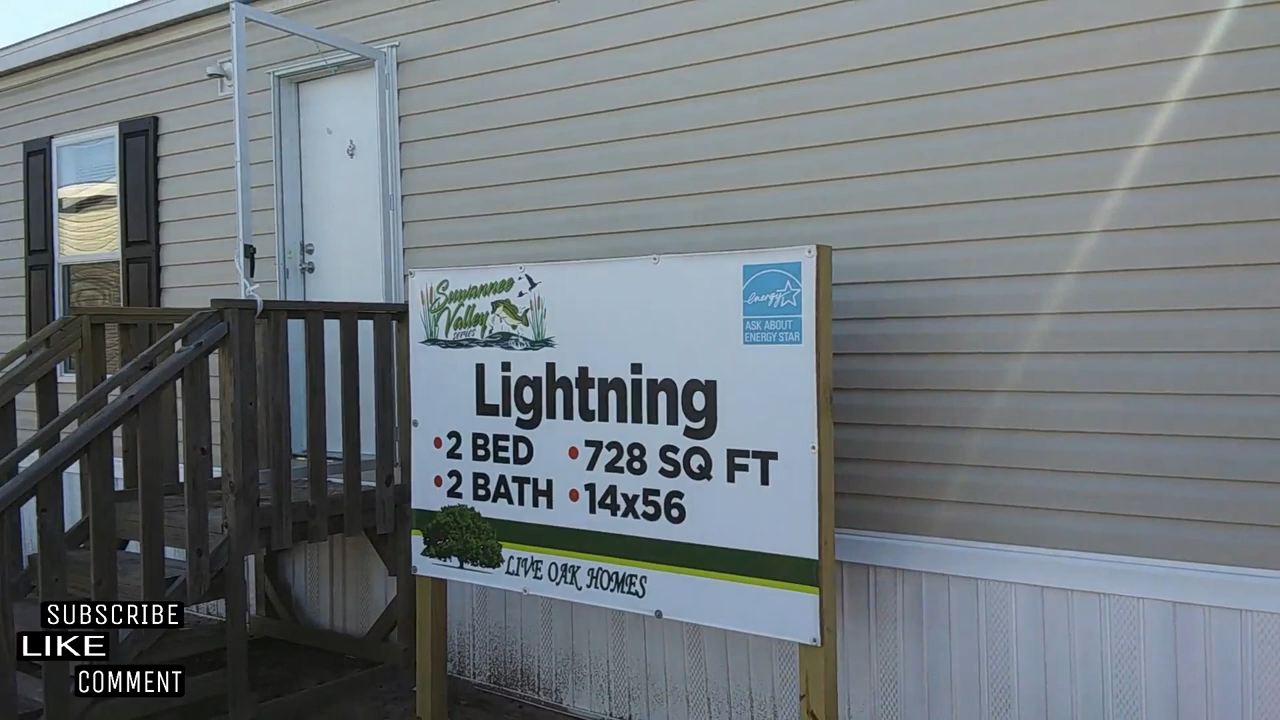 Suwannee
Valley
SERIES
energy
ASK ABOUT
ENERGY STAR
Lightning
• 2 BED • 728 SQ FT
• 2 BATH • 14x56
LIVE OAK HOMES
SUBSCRIBE
LIKE
COMMENT